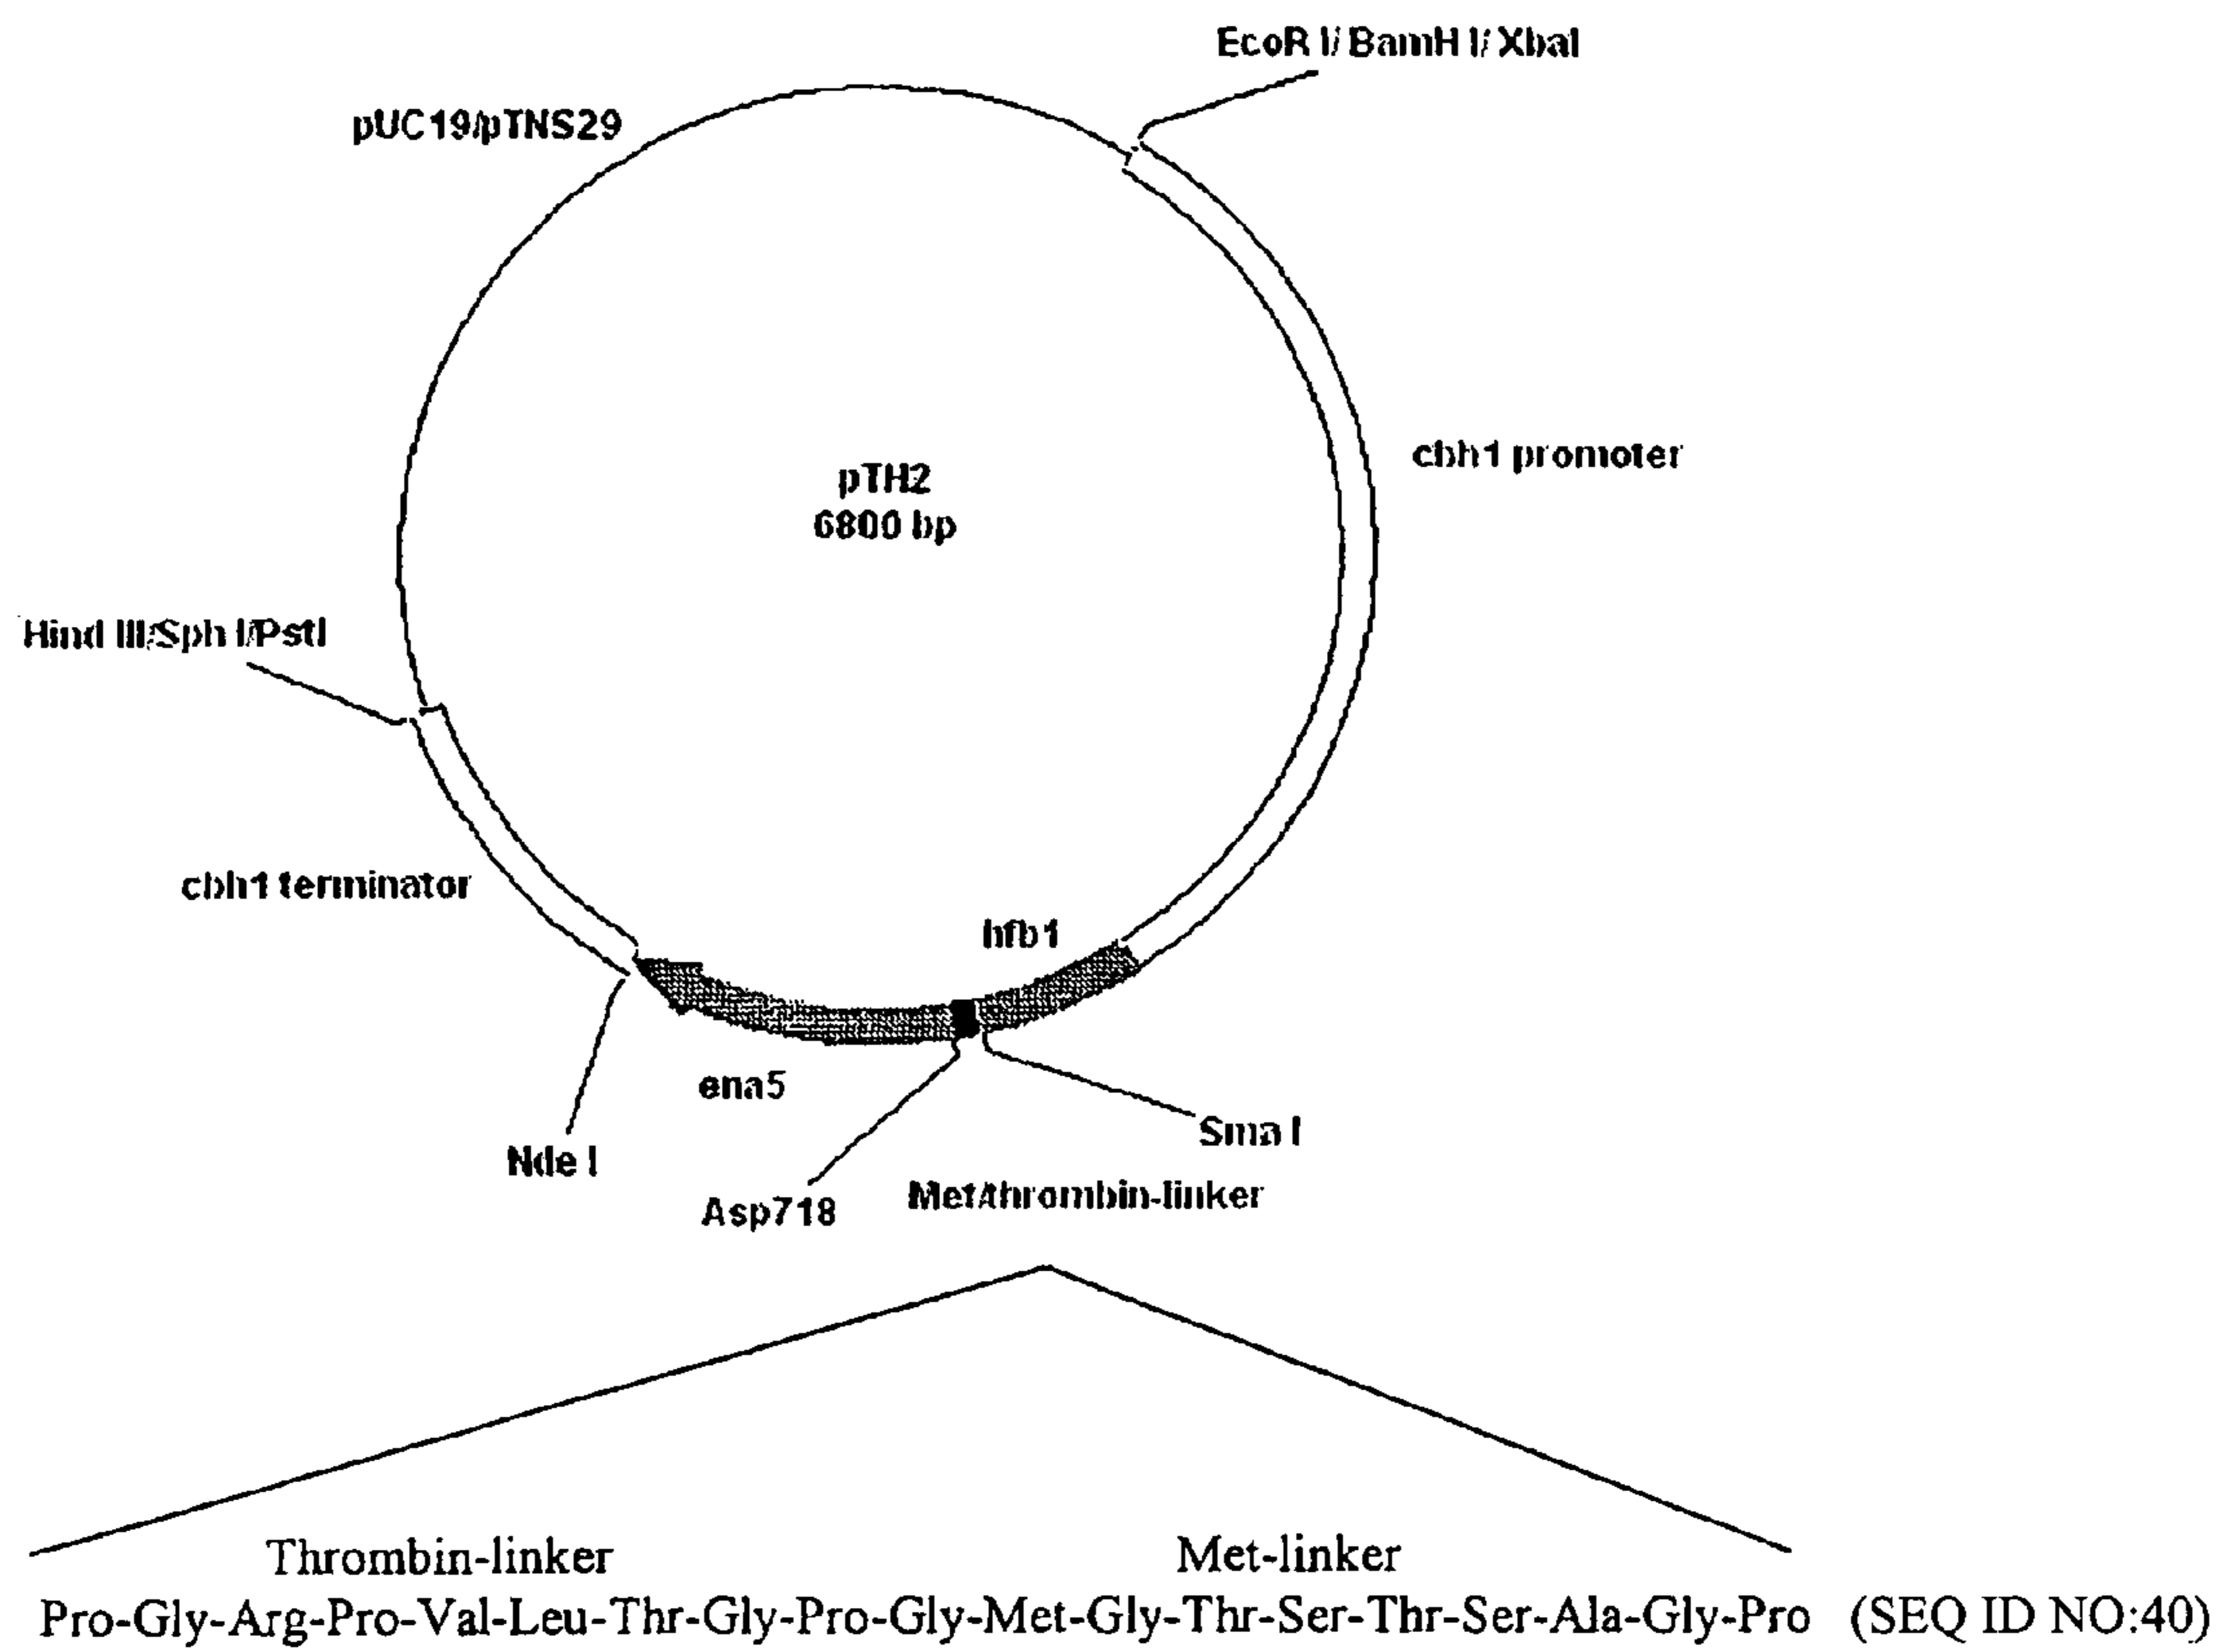 EcoR I/ BamH I/ XbaI
pUC19/pTNS29
cbh1 promoter
pTH2
6800 bp
Hind III/Sph I/PstI
cbh1 terminator
hfb1
ena5
Sma I
Nde I
Asp718
Met/thrombin-linker
Thrombin-linker Met-linker
Pro-Gly-Arg-Pro-Val-Leu-Thr-Gly-Pro-Gly-Met-Gly-Thr-Ser-Thr-Ser-Ala-Gly-Pro (SEQ ID NO:40)